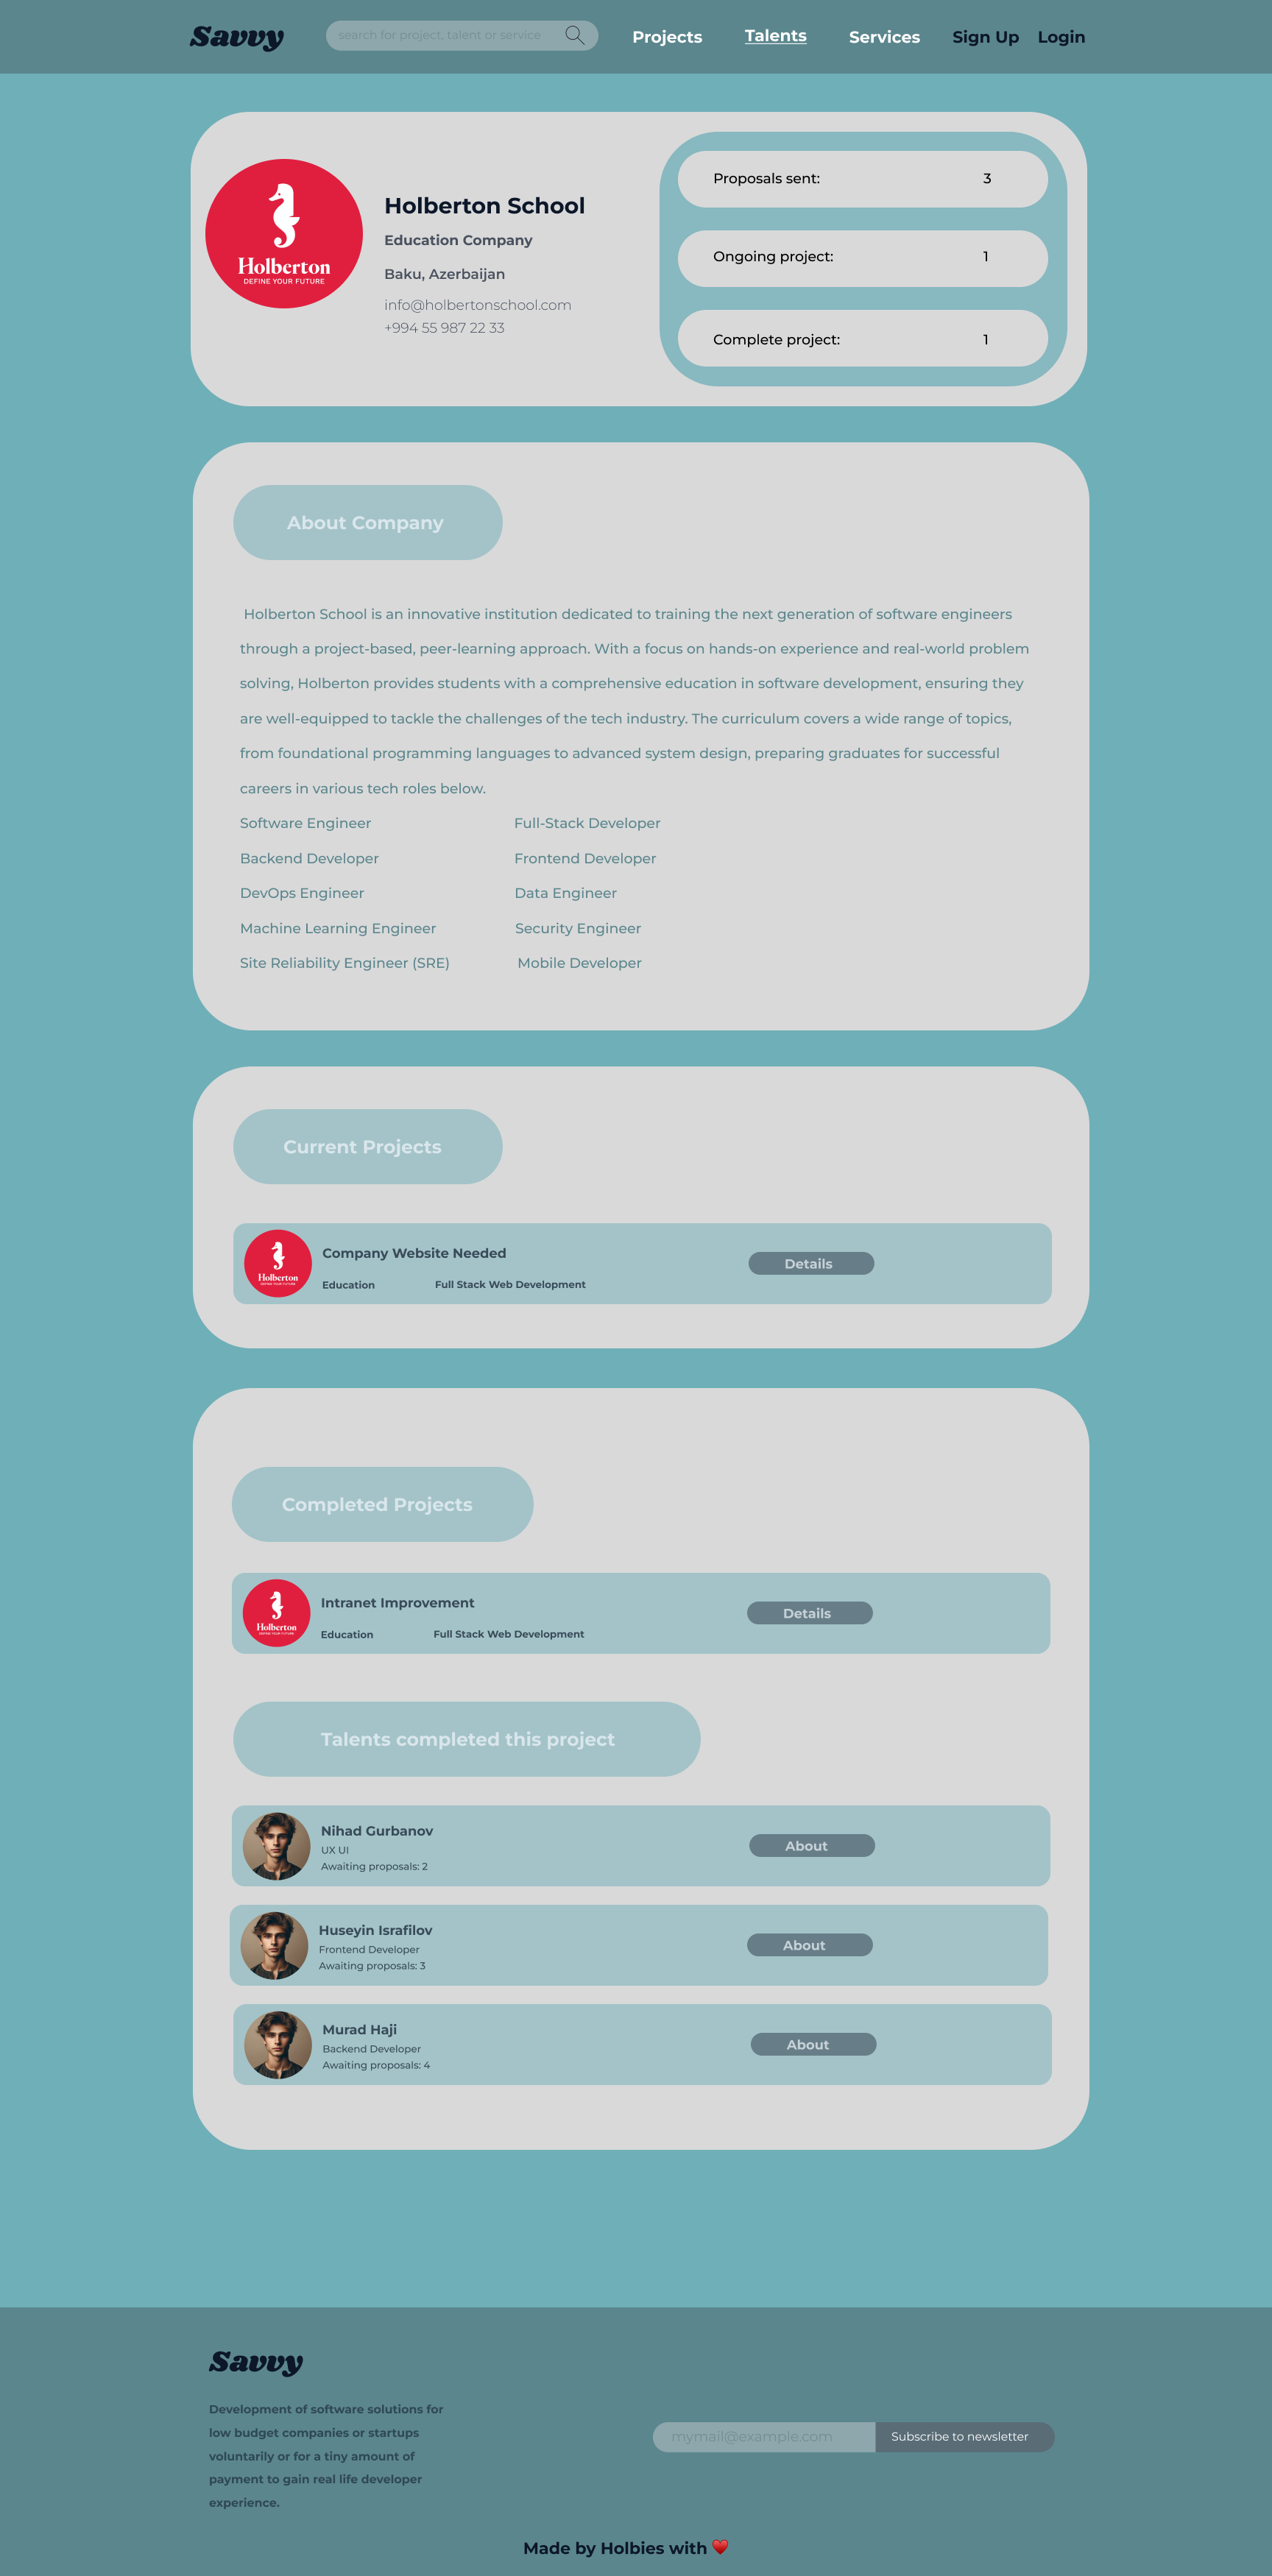 Savvy
search for project, talent or service
Projects
Talents
Services
Sign Up
Login
Holberton
DEFINE YOUR FUTURE
Holberton School
Education Company
Baku, Azerbaijan
info@holbertonschool.com
+994 55 987 22 33
Proposals sent: 3
Ongoing project: 1
Complete project: 1
About Company
Holberton School is an innovative institution dedicated to training the next generation of software engineers
through a project-based, peer-learning approach. With a focus on hands-on experience and real-world problem
solving, Holberton provides students with a comprehensive education in software development, ensuring they
are well-equipped to tackle the challenges of the tech industry. The curriculum covers a wide range of topics,
from foundational programming languages to advanced system design, preparing graduates for successful
careers in various tech roles below.
Software Engineer Full-Stack Developer
Backend Developer Frontend Developer
DevOps Engineer Data Engineer
Machine Learning Engineer Security Engineer
Site Reliability Engineer (SRE) Mobile Developer
Current Projects
Holberton
DEFINE YOUR FUTURE
Company Website Needed
Education Full Stack Web Development
Details
Completed Projects
Holberton
DEFINE YOUR FUTURE
Intranet Improvement
Education Full Stack Web Development
Details
Talents completed this project
Nihad Gurbanov
UX UI
Awaiting proposals: 2
About
Huseyin Israfilov
Frontend Developer
Awaiting proposals: 3
About
Murad Haji
Backend Developer
Awaiting proposals: 4
About
Savvy
Development of software solutions for
low budget companies or startups
voluntarily or for a tiny amount of
payment to gain real life developer
experience.
mymail@example.com
Subscribe to newsletter
Made by Holbies with ♥️